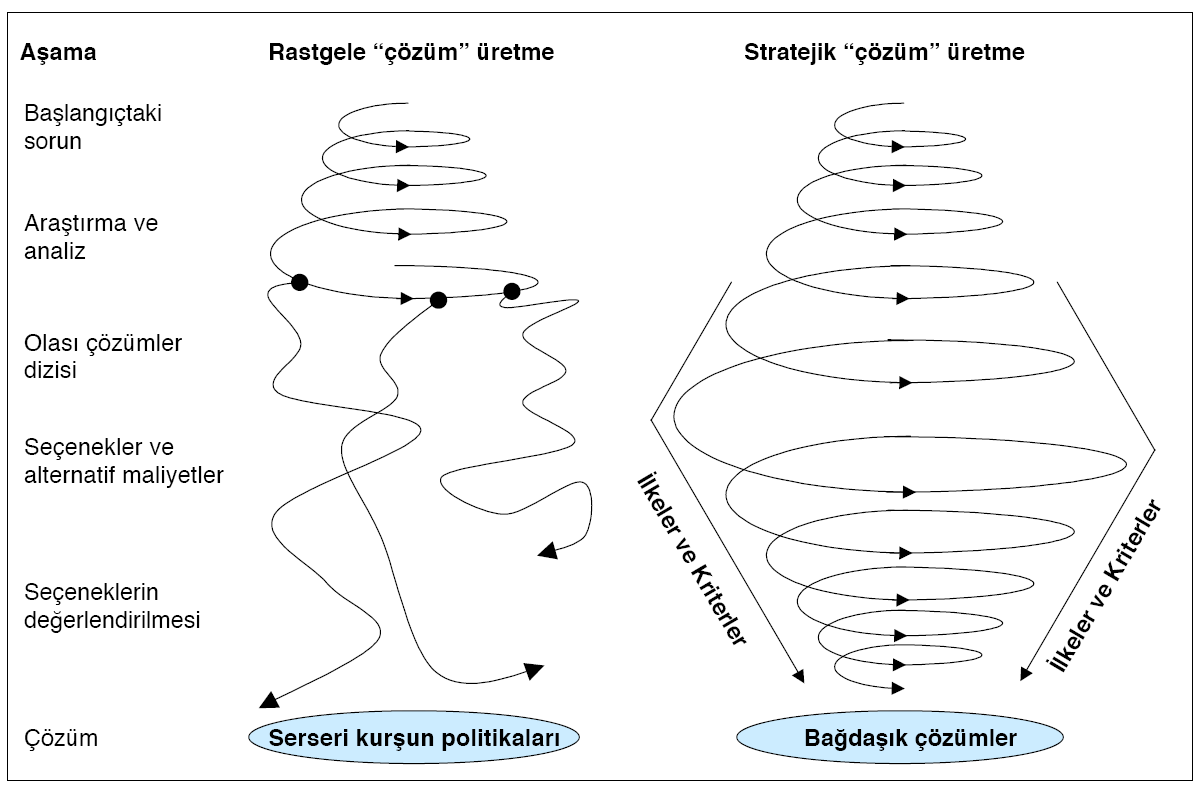 Aşama
Rastgele “çözüm” üretme
Stratejik “çözüm” üretme
Başlangıçtaki
sorun
Araştırma ve
analiz
Olası çözümler
dizisi
Seçenekler ve
alternatif maliyetler
Seçeneklerin
değerlendirilmesi
İlkeler ve Kriterler
İlkeler ve Kriterler
Çözüm
Serseri kurşun politikaları
Bağdaşık çözümler